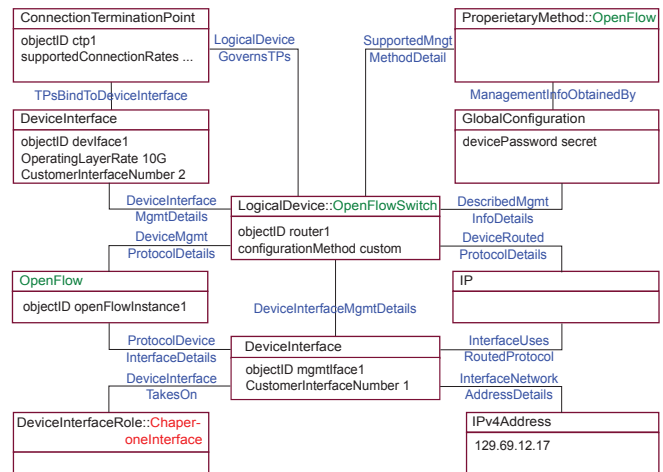 ConnectionTerminationPoint
objectID ctp1
supportedConnectionRates ...
LogicalDevice
GovernsTPs
SupportedMngt
MethodDetail
ProperietaryMethod::OpenFlow
TPsBindToDeviceInterface
ManagementInfoObtainedBy
DeviceInterface
objectID devIface1
OperatingLayerRate 10G
CustomerInterfaceNumber 2
GlobalConfiguration
devicePassword secret
DeviceInterface
MgmtDetails
LogicalDevice::OpenFlowSwitch
objectID router1
configurationMethod custom
DescribedMgmt
InfoDetails
DeviceMgmt
ProtocolDetails
DeviceRouted
ProtocolDetails
OpenFlow
objectID openFlowInstance1
IP
DeviceInterfaceMgmtDetails
ProtocolDevice
InterfaceDetails
DeviceInterface
objectID mgmtIface1
CustomerInterfaceNumber 1
InterfaceUses
RoutedProtocol
DeviceInterface
TakesOn
InterfaceNetwork
AddressDetails
DeviceInterfaceRole::Chaper-
oneInterface
IPv4Address
129.69.12.17